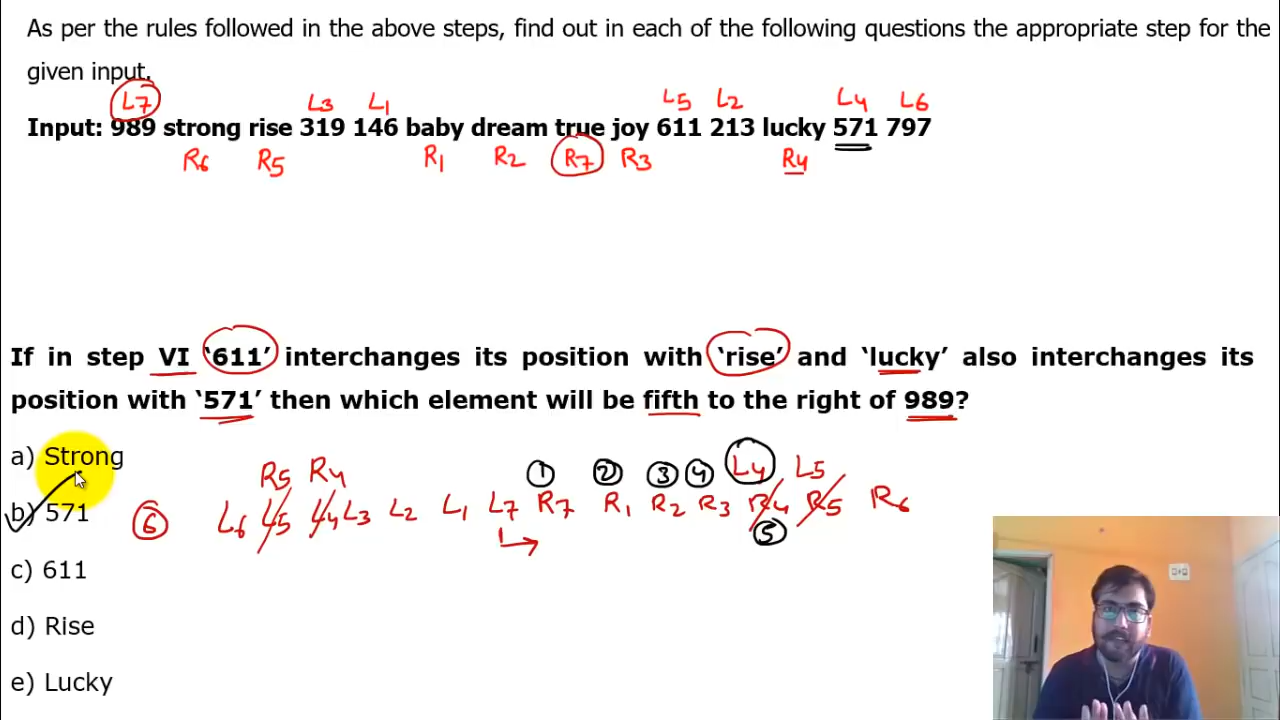 As per the rules followed in the above steps, find out in each of the following questions the appropriate step for the
given input.
L7 L3 L1 L5 L2 L4 L6
Input: 989 strong rise 319 146 baby dream true joy 611 213 lucky 571 797
R6 R5 R1 R2 R7 R3 R4
If in step VI ‘611’ interchanges its position with ‘rise’ and ‘lucky’ also interchanges its
position with ‘571’ then which element will be fifth to the right of 989?
a) Strong
R5 R4 1 2 3 4 L4 L5
b) 571
6 L6 L5 L4 L3 L2 L1 L7 R7 R1 R2 R3 R4 R5 R6
5
c) 611
d) Rise
e) Lucky